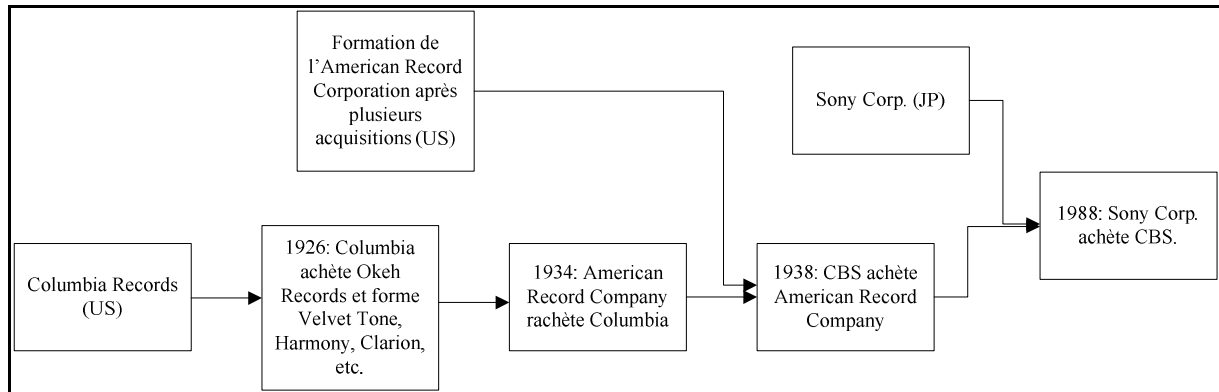 Formation de
l'American Record
Corporation après
plusieurs
acquisitions (US)
Sony Corp. (JP)
1988: Sony Corp.
achète CBS.
Columbia Records
(US)
1926: Columbia
achète Okeh
Records et forme
Velvet Tone,
Harmony, Clarion,
etc.
1934: American
Record Company
rachète Columbia
1938: CBS achète
American Record
Company